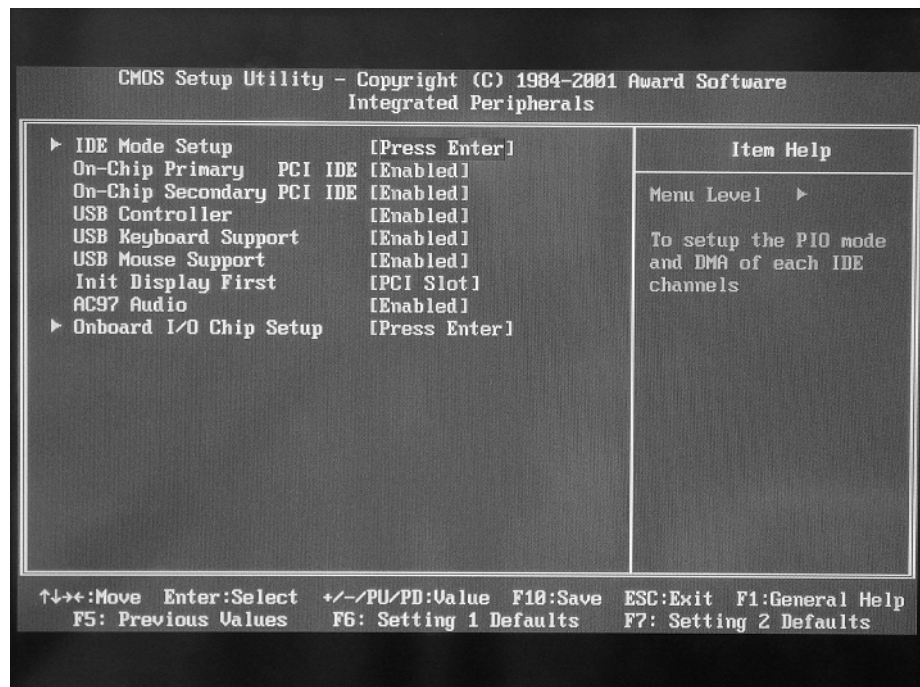 CMOS Setup Utility – Copyright (C) 1984-2001 Award Software
Integrated Peripherals
► IDE Mode Setup [Press Enter]
On-Chip Primary PCI IDE [Enabled]
On-Chip Secondary PCI IDE [Enabled]
USB Controller [Enabled]
USB Keyboard Support [Enabled]
USB Mouse Support [Enabled]
Init Display First [PCI Slot]
AC97 Audio [Enabled]
► Onboard I/O Chip Setup [Press Enter]
Item Help
Menu Level ►
To setup the PIO mode
and DMA of each IDE
channels
↑↓→←:Move Enter:Select +/-/PU/PD:Value F10:Save ESC:Exit F1:General Help
F5: Previous Values F6: Setting 1 Defaults F7: Setting 2 Defaults